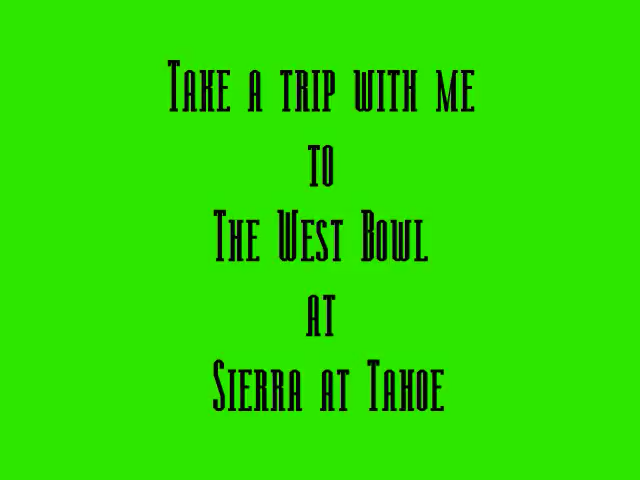 Take a trip with me
to
The West Bowl
at
Sierra at Tahoe